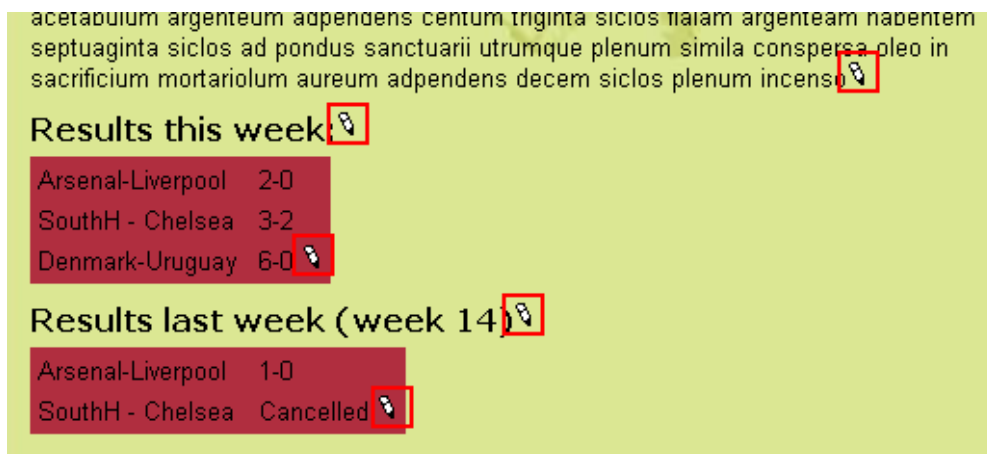 acetabulum argenteum adpendens centum triginta siclos fialam argenteam habentem
septuaginta siclos ad pondus sanctuarii utrumque plenum simila conspersa oleo in
sacrificium mortariolum aureum adpendens decem siclos plenum incenso
Results this week:
Arsenal-Liverpool 2-0
SouthH - Chelsea 3-2
Denmark-Uruguay 6-0
Results last week (week 14)
Arsenal-Liverpool 1-0
SouthH - Chelsea Cancelled